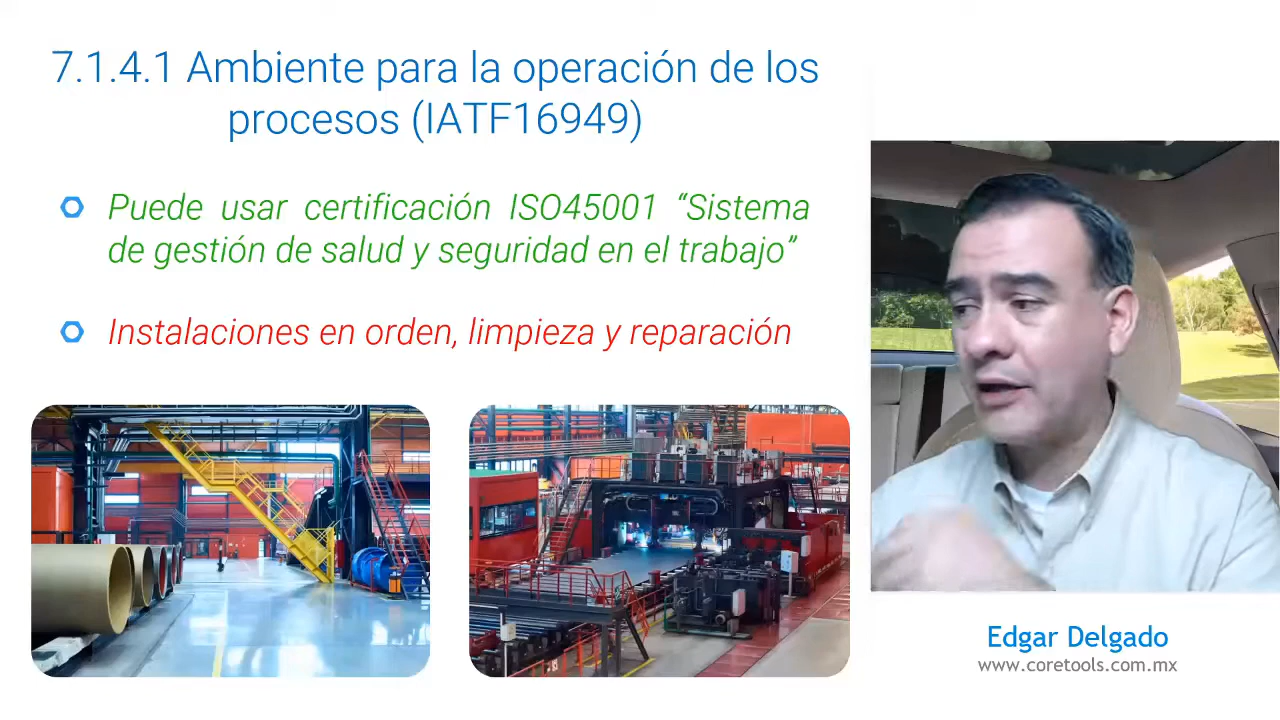 7.1.4.1 Ambiente para la operación de los
procesos (IATF16949)
Puede usar certificación ISO45001 “Sistema
de gestión de salud y seguridad en el trabajo”
Instalaciones en orden, limpieza y reparación
Edgar Delgado
www.coretools.com.mx